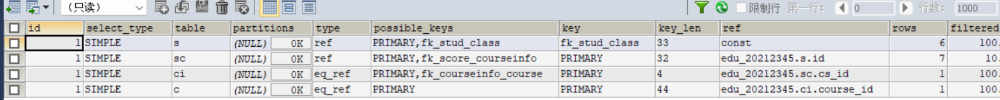 (只读) 限制行 第一行: 0 行数: 1000
id select_type table partitions type possible_keys key key_len ref rows filtered
1 SIMPLE s (NULL) 0K ref PRIMARY,fk_stud_class fk_stud_class 33 const 6 100.
1 SIMPLE sc (NULL) 0K ref PRIMARY,fk_score_courseinfo PRIMARY 32 edu_20212345.s.id 7 10.
1 SIMPLE ci (NULL) 0K eq_ref PRIMARY,fk_courseinfo_course PRIMARY 4 edu_20212345.sc.cs_id 1 100.
1 SIMPLE c (NULL) 0K eq_ref PRIMARY PRIMARY 44 edu_20212345.ci.course_id 1 100.